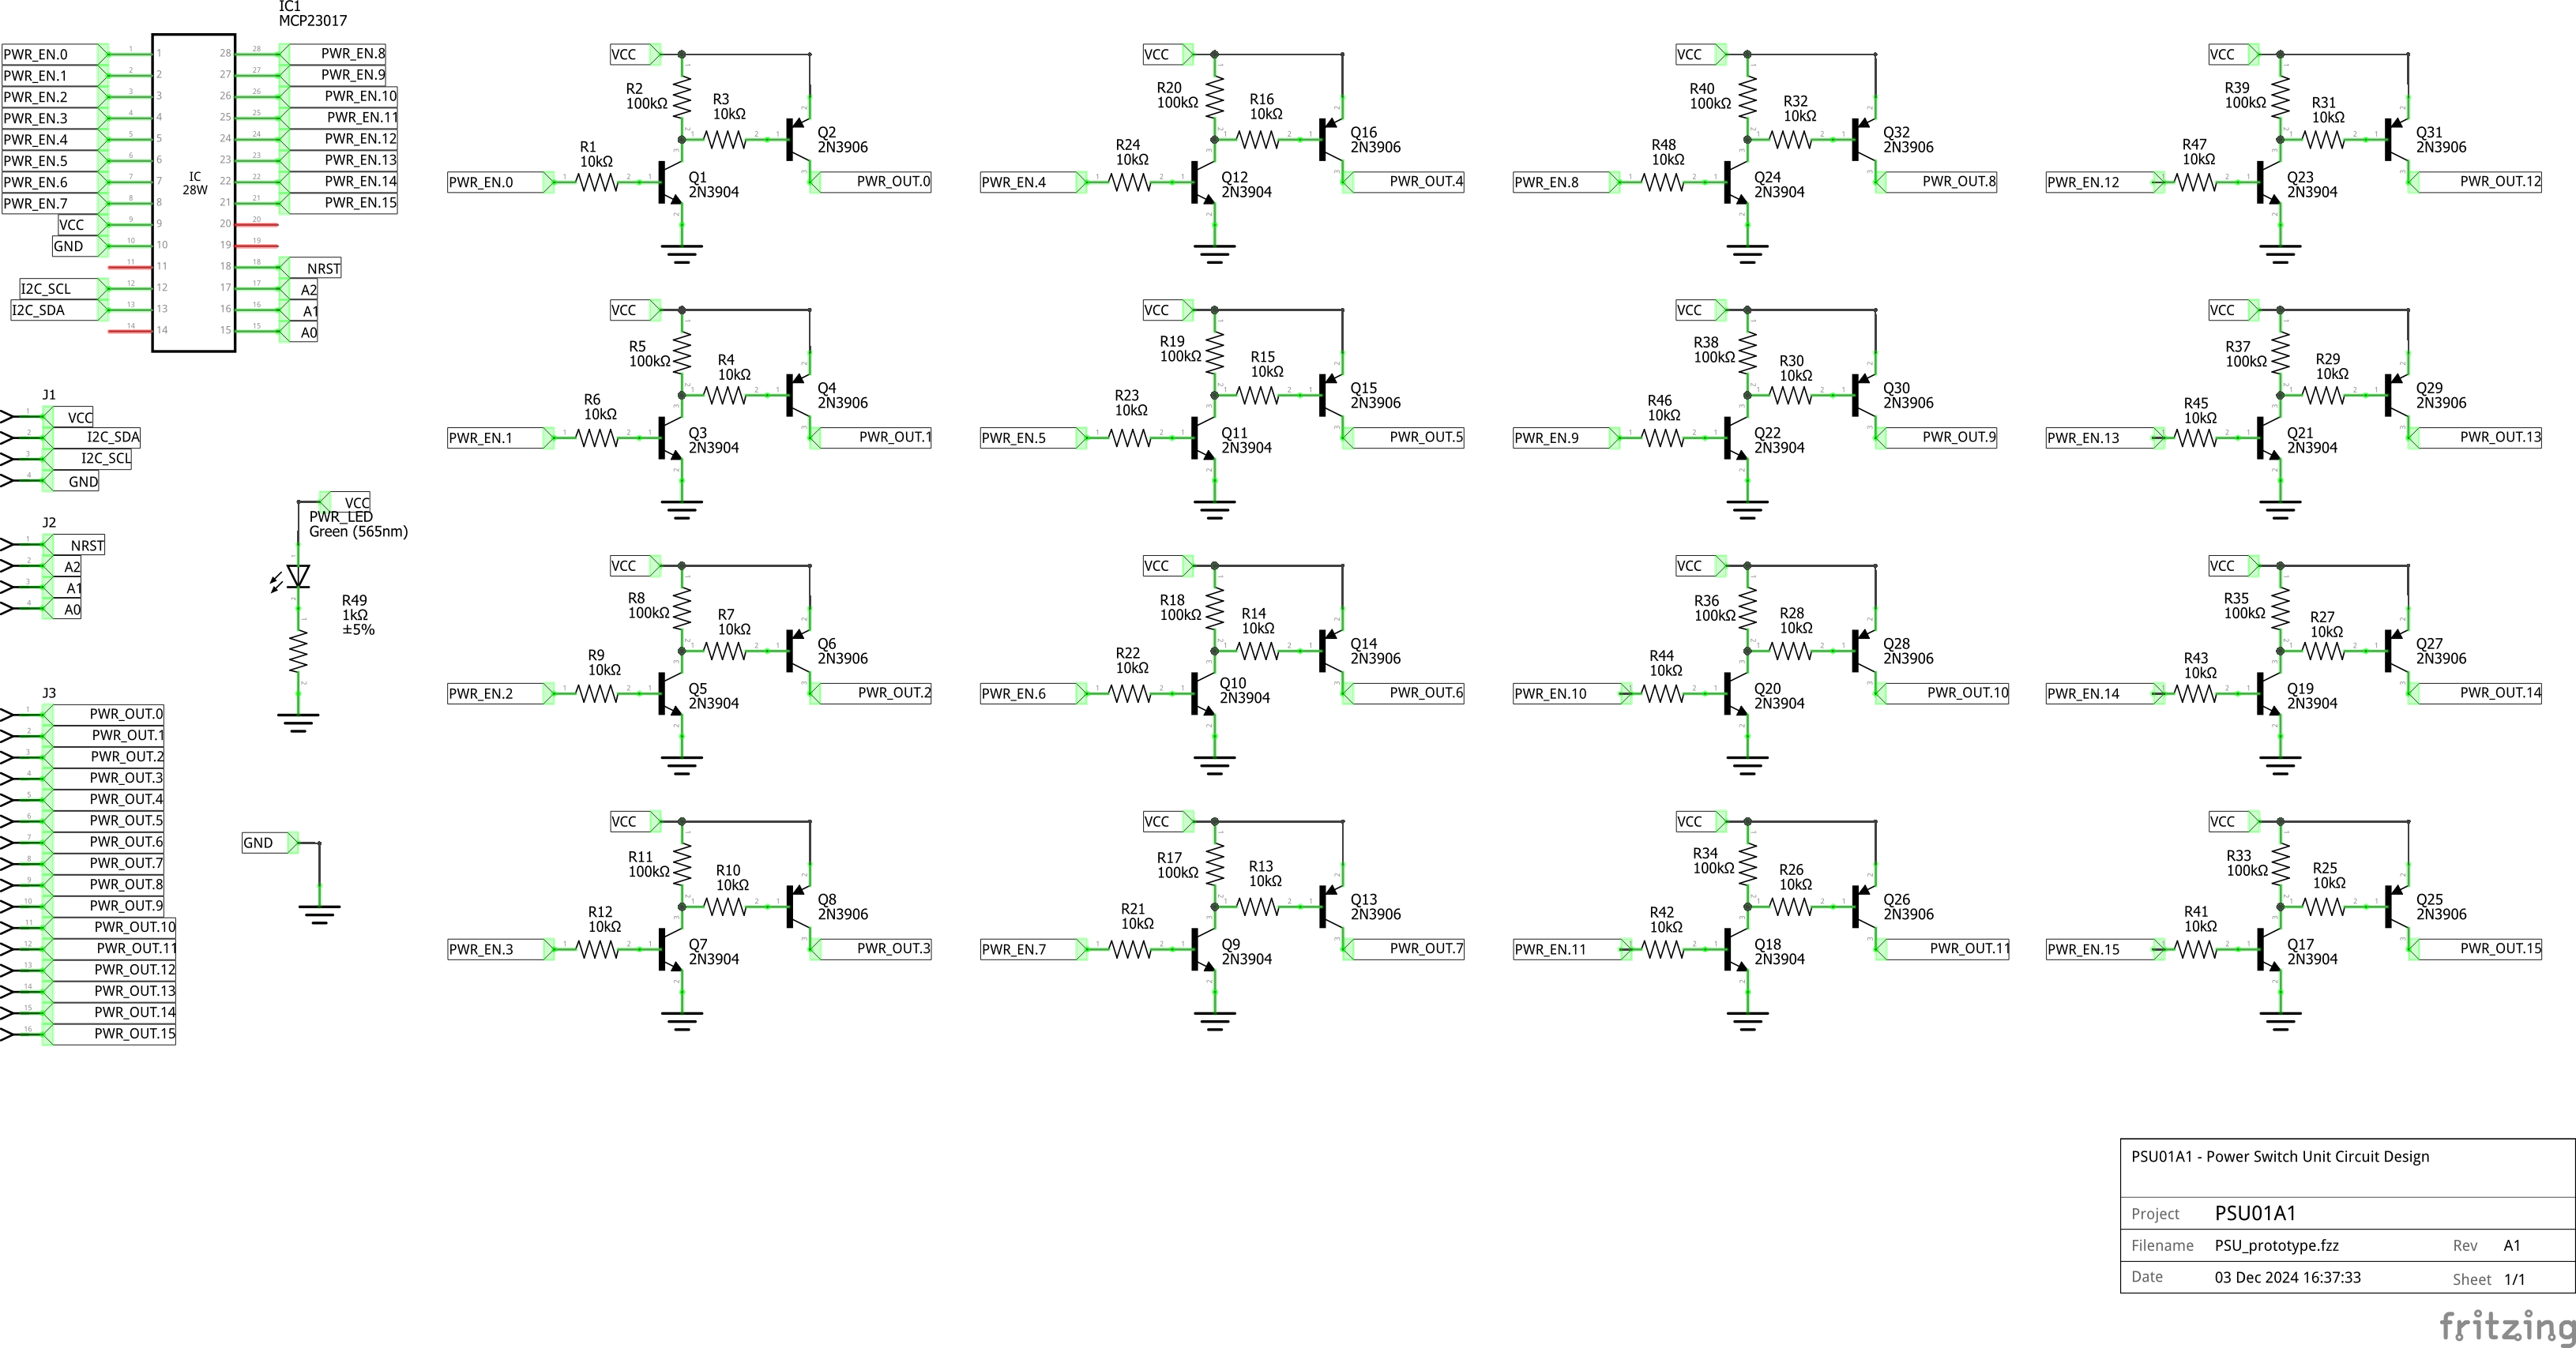 IC1
MCP23017
PWR_EN.0
PWR_EN.1
PWR_EN.2
PWR_EN.3
PWR_EN.4
PWR_EN.5
PWR_EN.6
PWR_EN.7
VCC
GND
I2C_SCL
I2C_SDA
1
2
3
4
5
6
7
8
9
10
11
12
13
14
IC
28W
28
27
26
25
24
23
22
21
20
19
18
17
16
15
PWR_EN.8
PWR_EN.9
PWR_EN.10
PWR_EN.11
PWR_EN.12
PWR_EN.13
PWR_EN.14
PWR_EN.15
NRST
A2
A1
A0
J1
VCC
I2C_SDA
I2C_SCL
GND
J2
NRST
A2
A1
A0
VCC
PWR_LED
Green (565nm)
R49
1kΩ
±5%
J3
PWR_OUT.0
PWR_OUT.1
PWR_OUT.2
PWR_OUT.3
PWR_OUT.4
PWR_OUT.5
PWR_OUT.6
PWR_OUT.7
PWR_OUT.8
PWR_OUT.9
PWR_OUT.10
PWR_OUT.11
PWR_OUT.12
PWR_OUT.13
PWR_OUT.14
PWR_OUT.15
GND
VCC
R2
100kΩ
R3
10kΩ
Q2
2N3906
R1
10kΩ
PWR_EN.0
Q1
2N3904
PWR_OUT.0
VCC
R20
100kΩ
R16
10kΩ
Q16
2N3906
R24
10kΩ
PWR_EN.4
Q12
2N3904
PWR_OUT.4
VCC
R40
100kΩ
R32
10kΩ
Q32
2N3906
R48
10kΩ
PWR_EN.8
Q24
2N3904
PWR_OUT.8
VCC
R39
100kΩ
R31
10kΩ
Q31
2N3906
R47
10kΩ
PWR_EN.12
Q23
2N3904
PWR_OUT.12
VCC
R5
100kΩ
R4
10kΩ
Q4
2N3906
R6
10kΩ
PWR_EN.1
Q3
2N3904
PWR_OUT.1
VCC
R19
100kΩ
R15
10kΩ
Q15
2N3906
R23
10kΩ
PWR_EN.5
Q11
2N3904
PWR_OUT.5
VCC
R38
100kΩ
R30
10kΩ
Q30
2N3906
R46
10kΩ
PWR_EN.9
Q22
2N3904
PWR_OUT.9
VCC
R37
100kΩ
R29
10kΩ
Q29
2N3906
R45
10kΩ
PWR_EN.13
Q21
2N3904
PWR_OUT.13
VCC
R8
100kΩ
R7
10kΩ
Q6
2N3906
R9
10kΩ
PWR_EN.2
Q5
2N3904
PWR_OUT.2
VCC
R18
100kΩ
R14
10kΩ
Q14
2N3906
R22
10kΩ
PWR_EN.6
Q10
2N3904
PWR_OUT.6
VCC
R36
100kΩ
R28
10kΩ
Q28
2N3906
R44
10kΩ
PWR_EN.10
Q20
2N3904
PWR_OUT.10
VCC
R35
100kΩ
R27
10kΩ
Q27
2N3906
R43
10kΩ
PWR_EN.14
Q19
2N3904
PWR_OUT.14
VCC
R11
100kΩ
R10
10kΩ
Q8
2N3906
R12
10kΩ
PWR_EN.3
Q7
2N3904
PWR_OUT.3
VCC
R17
100kΩ
R13
10kΩ
Q13
2N3906
R21
10kΩ
PWR_EN.7
Q9
2N3904
PWR_OUT.7
VCC
R34
100kΩ
R26
10kΩ
Q26
2N3906
R42
10kΩ
PWR_EN.11
Q18
2N3904
PWR_OUT.11
VCC
R33
100kΩ
R25
10kΩ
Q25
2N3906
R41
10kΩ
PWR_EN.15
Q17
2N3904
PWR_OUT.15
PSU01A1 - Power Switch Unit Circuit Design
Project PSU01A1
Filename PSU_prototype.fzz Rev A1
Date 03 Dec 2024 16:37:33 Sheet 1/1
fritzing